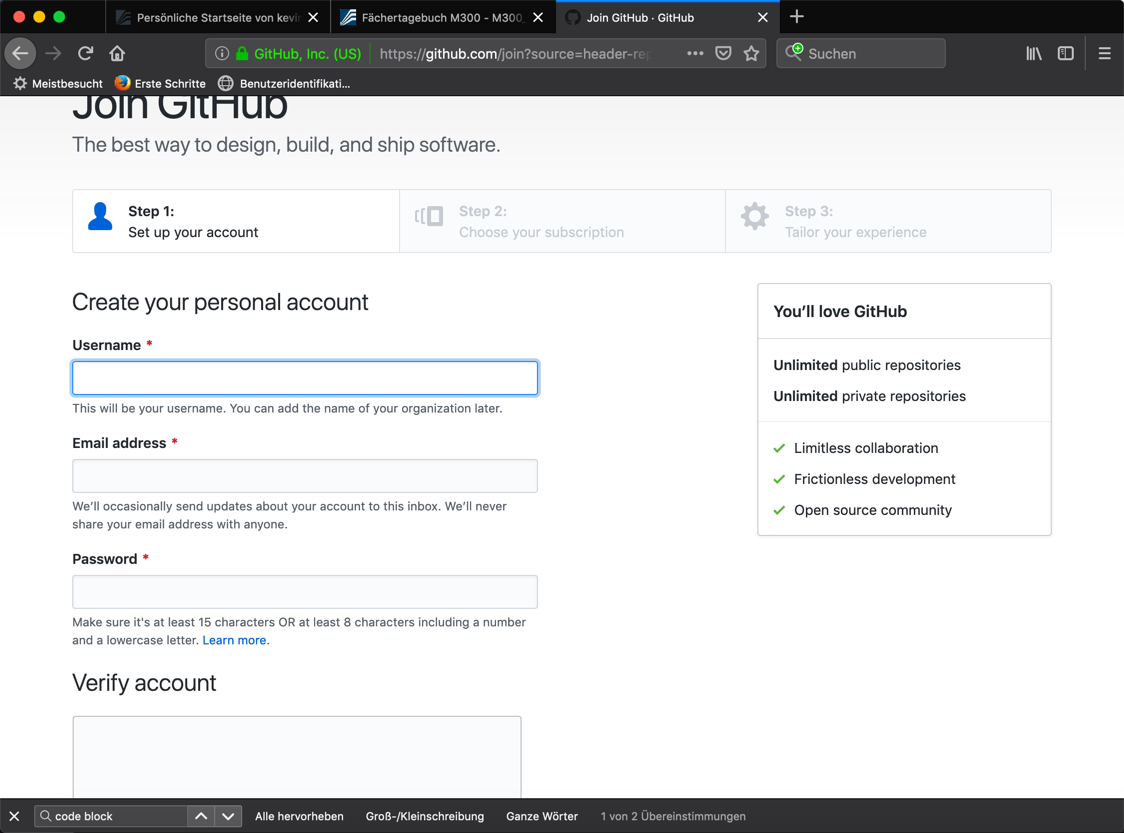 Persönliche Startseite von kevin
Fächertagebuch M300 - M300_
Join GitHub · GitHub
GitHub, Inc. (US)
https://github.com/join?source=header-rep
Suchen
Meistbesucht
Erste Schritte
Benutzeridentifikati...
Join GitHub
The best way to design, build, and ship software.
Step 1:
Set up your account
Step 2:
Choose your subscription
Step 3:
Tailor your experience
Create your personal account
Username *
This will be your username. You can add the name of your organization later.
Email address *
We’ll occasionally send updates about your account to this inbox. We’ll never
share your email address with anyone.
Password *
Make sure it's at least 15 characters OR at least 8 characters including a number
and a lowercase letter. Learn more.
Verify account
You’ll love GitHub
Unlimited public repositories
Unlimited private repositories
Limitless collaboration
Frictionless development
Open source community
code block
Alle hervorheben
Groß-/Kleinschreibung
Ganze Wörter
1 von 2 Übereinstimmungen